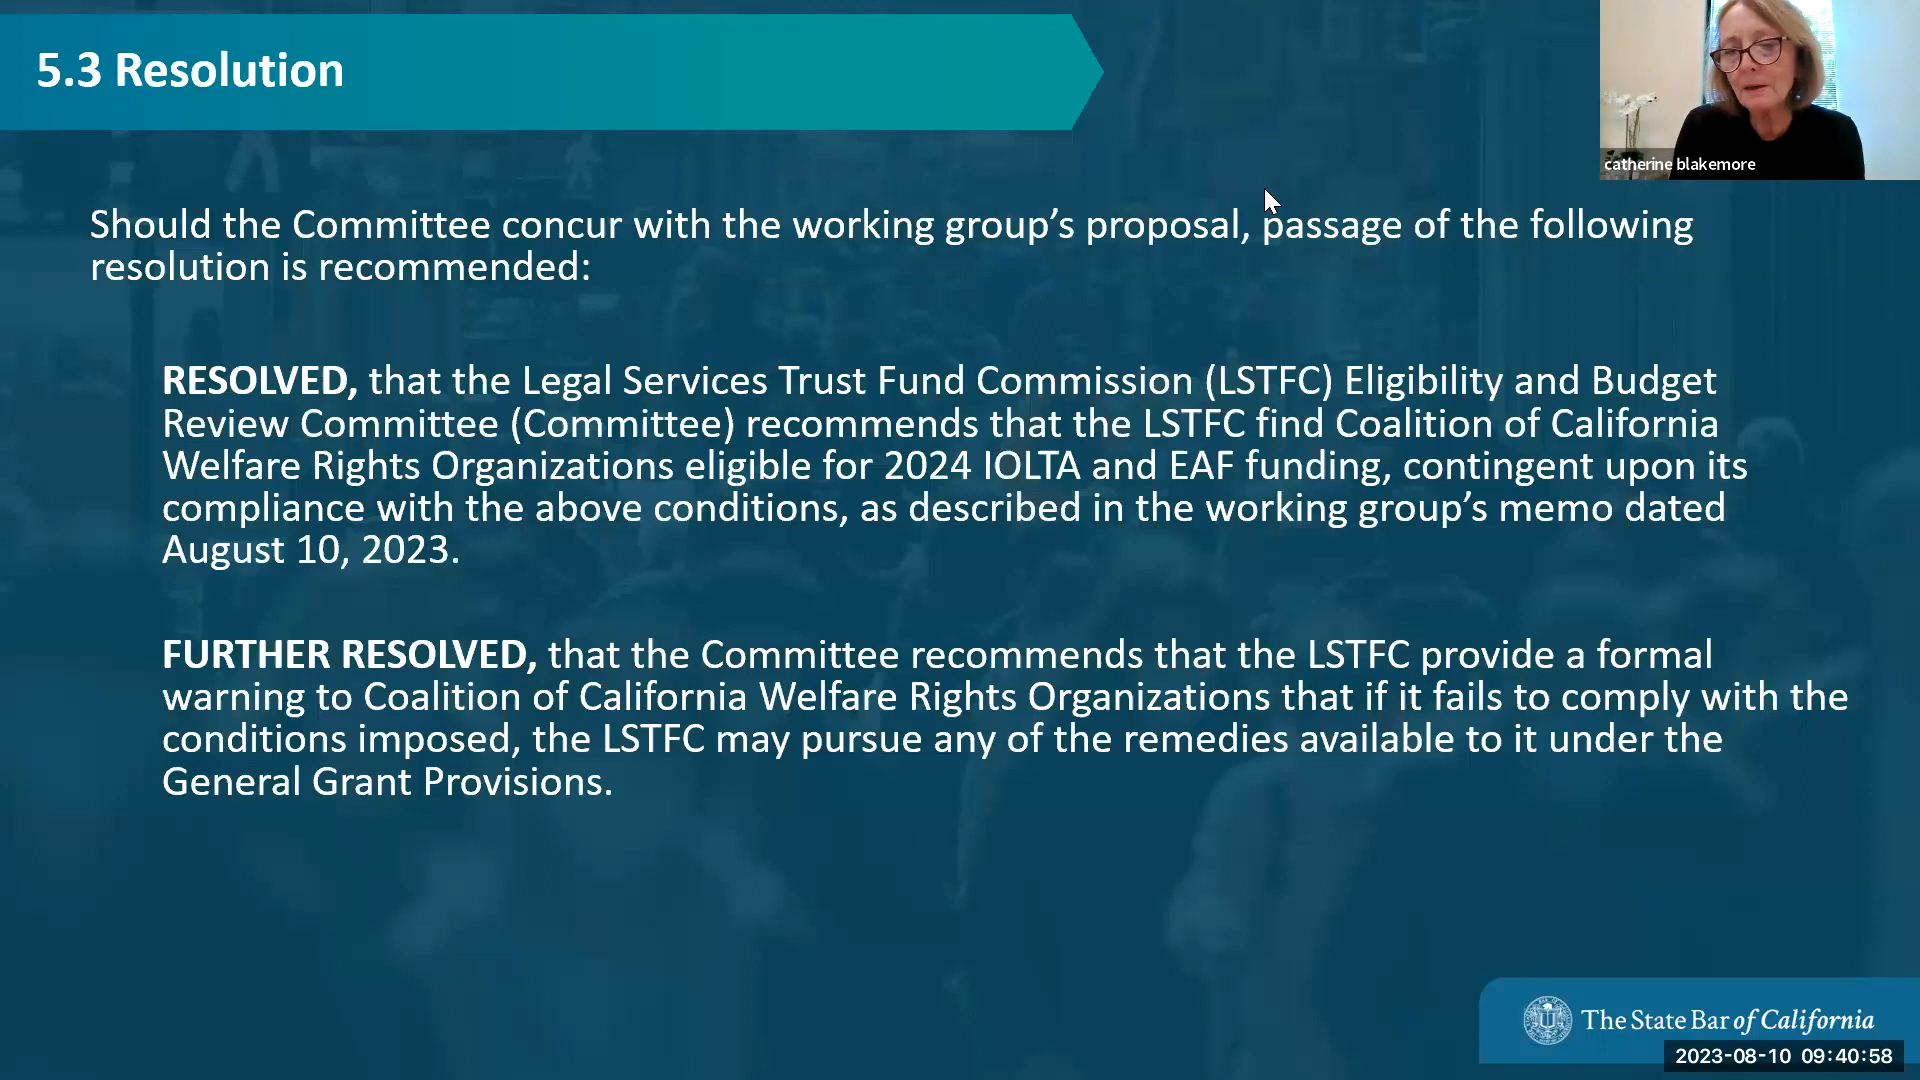 5.3 Resolution
catherine blakemore
Should the Committee concur with the working group’s proposal, passage of the following
resolution is recommended:
RESOLVED, that the Legal Services Trust Fund Commission (LSTFC) Eligibility and Budget
Review Committee (Committee) recommends that the LSTFC find Coalition of California
Welfare Rights Organizations eligible for 2024 IOLTA and EAF funding, contingent upon its
compliance with the above conditions, as described in the working group’s memo dated
August 10, 2023.
FURTHER RESOLVED, that the Committee recommends that the LSTFC provide a formal
warning to Coalition of California Welfare Rights Organizations that if it fails to comply with the
conditions imposed, the LSTFC may pursue any of the remedies available to it under the
General Grant Provisions.
The State Bar of California
2023-08-10 09:40:58